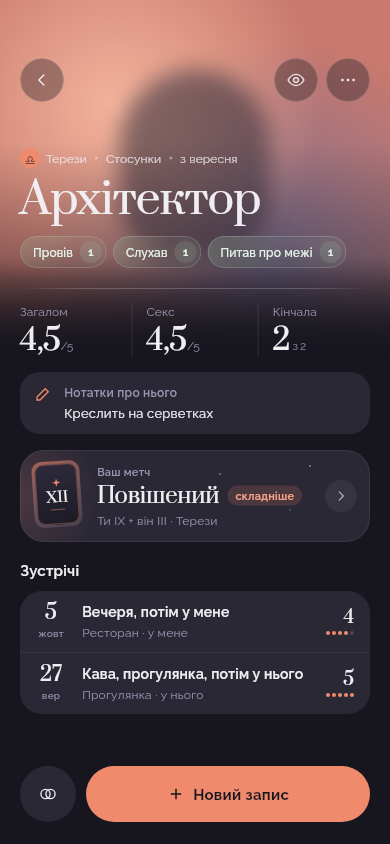 Терези • Стосунки • з вересня
Архітектор
Провів 1 Слухав 1 Питав про межі 1
Загалом Секс Кінчала
4,5/5 4,5/5 2 з 2
Нотатки про нього
Креслить на серветках
Ваш метч
XII
Повішений складніше
Ти IX + він III · Терези
Зустрічі
5 Вечеря, потім у мене 4
жовт Ресторан · у мене
27 Кава, прогулянка, потім у нього 5
вер Прогулянка · у нього
+ Новий запис